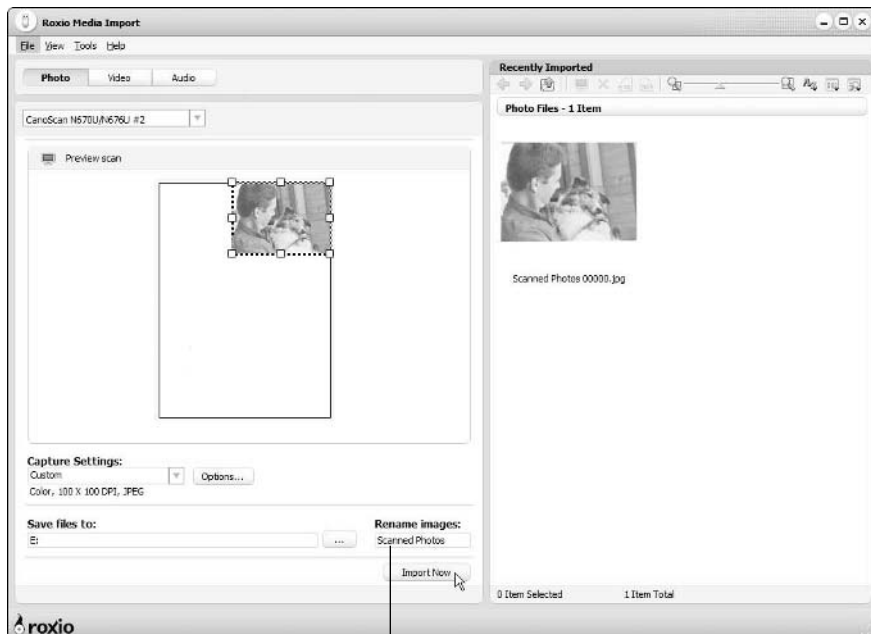 Roxio Media Import
File View Tools Help
Photo Video Audio
CanoScan N670U/N676U #2
Preview scan
Capture Settings:
Custom
Options...
Color, 100 X 100 DPI, JPEG
Save files to:
E:
...
Rename images:
Scanned Photos
Import Now
Recently Imported
Photo Files - 1 Item
Scanned Photos 00000.jpg
0 Item Selected 1 Item Total
roxio